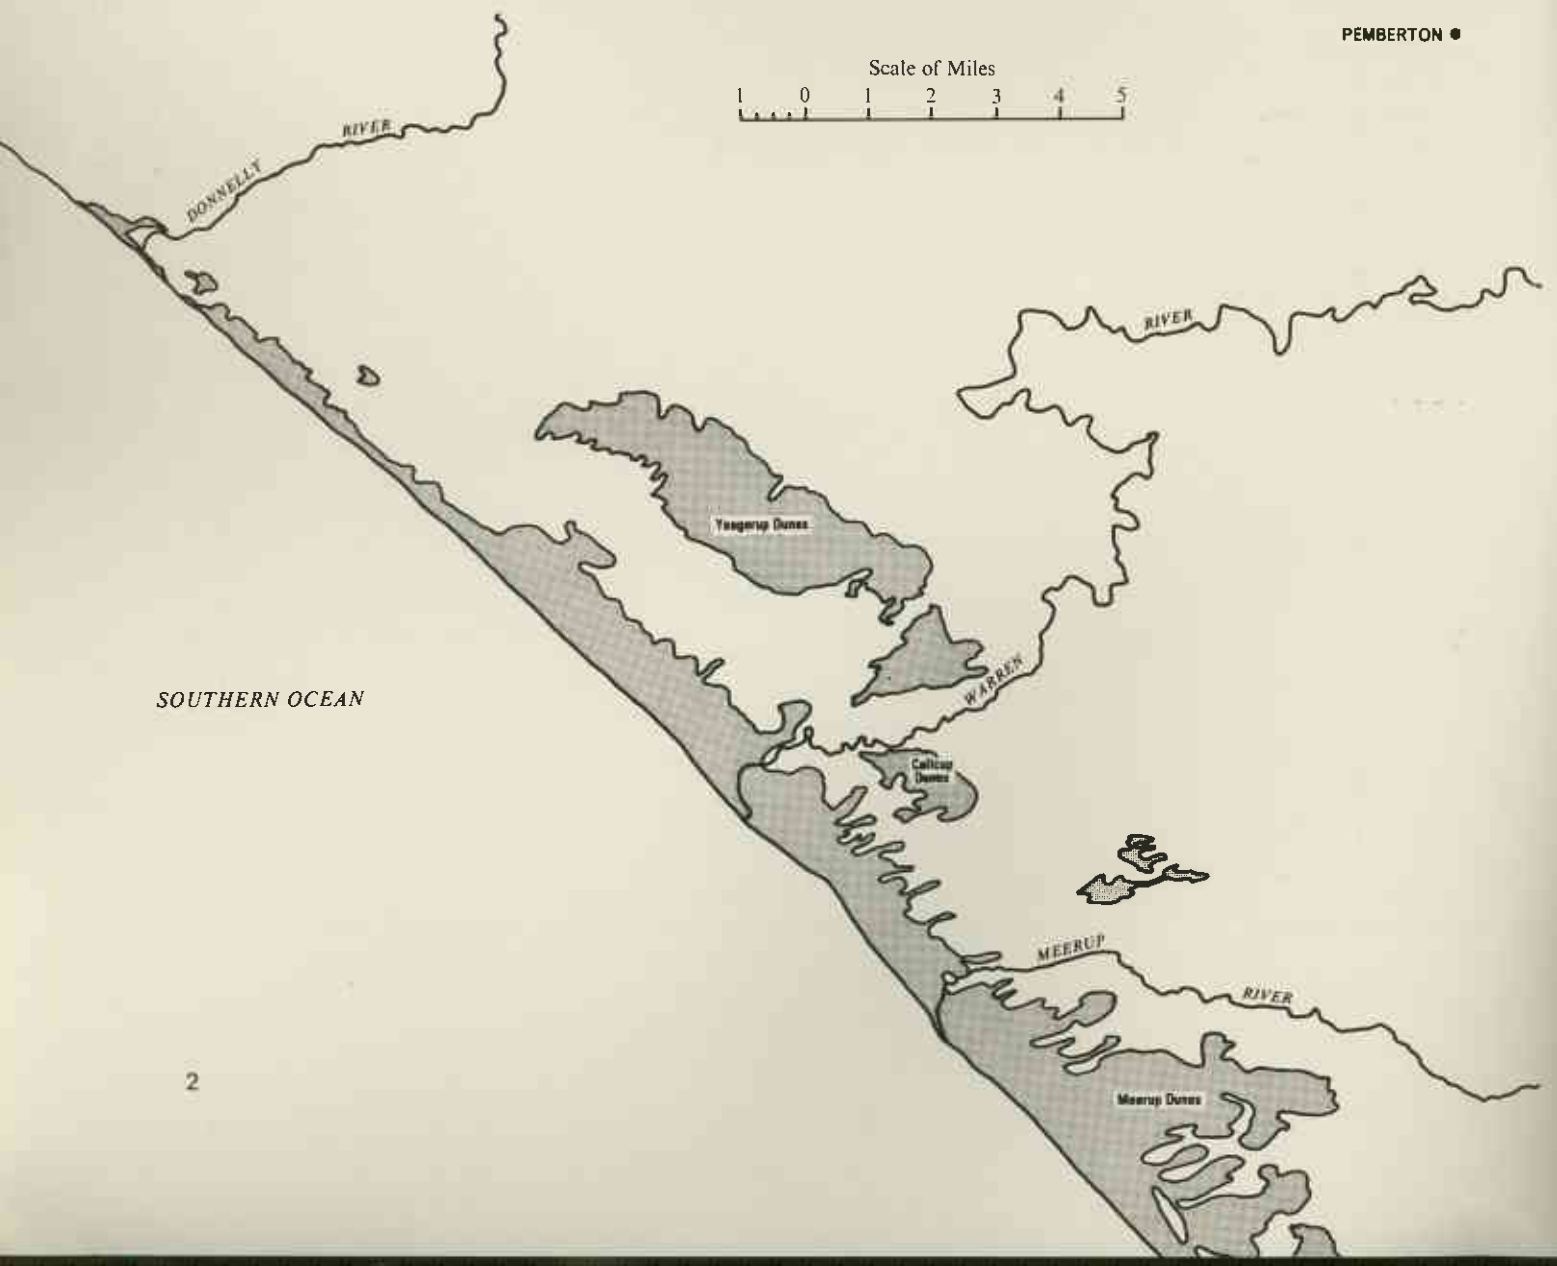 PEMBERTON
Scale of Miles
1 0 1 2 3 4 5
RIVER
DONNELLY
RIVER
Yeagerup Dunes
WARREN
SOUTHERN OCEAN
Callcup
Dunes
MEERUP
RIVER
2
Meerup Dunes